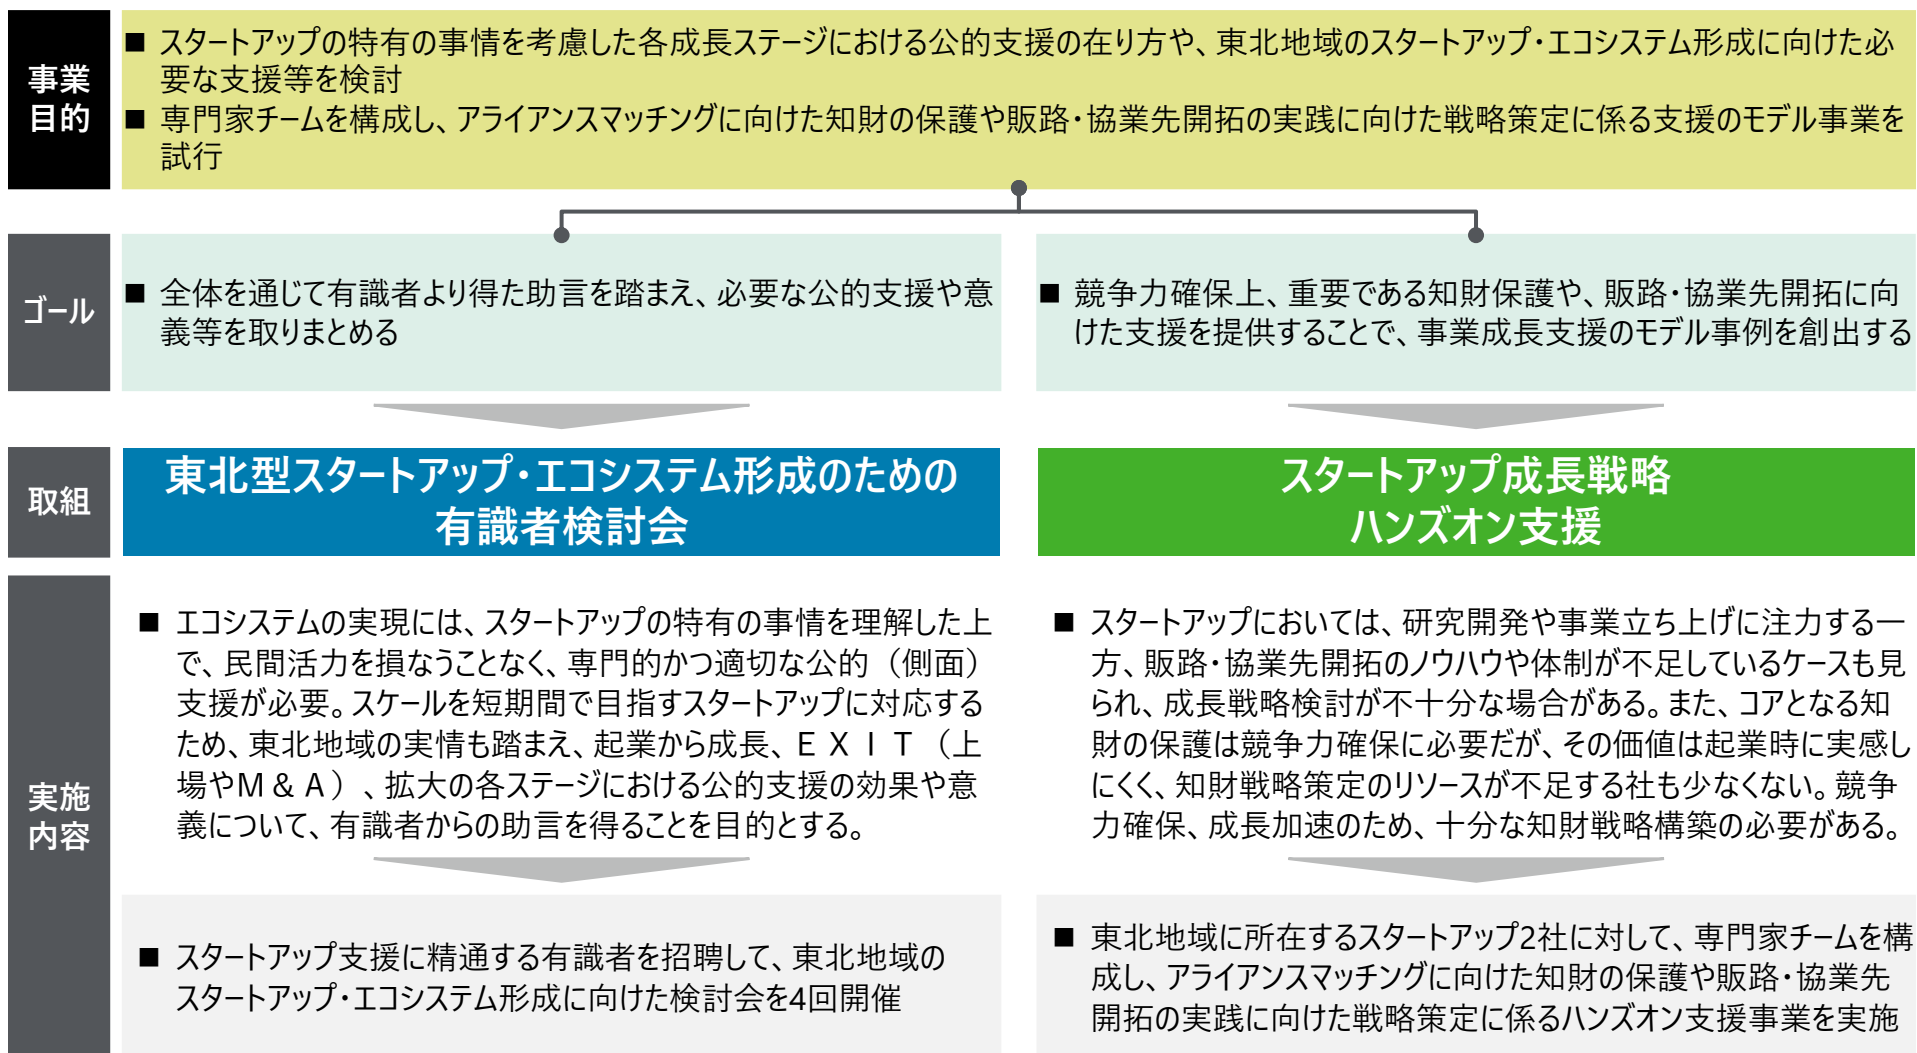 事業
目的
■ スタートアップの特有の事情を考慮した各成長ステージにおける公的支援の在り方や、東北地域のスタートアップ・エコシステム形成に向けた必
要な支援等を検討
■ 専門家チームを構成し、アライアンスマッチングに向けた知財の保護や販路・協業先開拓の実践に向けた戦略策定に係る支援のモデル事業を
試行
ゴール
■ 全体を通じて有識者より得た助言を踏まえ、必要な公的支援や意
義等を取りまとめる
■ 競争力確保上、重要である知財保護や、販路・協業先開拓に向
けた支援を提供することで、事業成長支援のモデル事例を創出する
取組
東北型スタートアップ・エコシステム形成のための
有識者検討会
スタートアップ成長戦略
ハンズオン支援
実施
内容
■ エコシステムの実現には、スタートアップの特有の事情を理解した上
で、民間活力を損なうことなく、専門的かつ適切な公的（側面）
支援が必要。スケールを短期間で目指すスタートアップに対応する
ため、東北地域の実情も踏まえ、起業から成長、ＥＸＩＴ（上
場やＭ＆Ａ）、拡大の各ステージにおける公的支援の効果や意
義について、有識者からの助言を得ることを目的とする。
■ スタートアップにおいては、研究開発や事業立ち上げに注力する一
方、販路・協業先開拓のノウハウや体制が不足しているケースも見
られ、成長戦略検討が不十分な場合がある。また、コアとなる知
財の保護は競争力確保に必要だが、その価値は起業時に実感し
にくく、知財戦略策定のリソースが不足する社も少なくない。競争
力確保、成長加速のため、十分な知財戦略構築の必要がある。
■ スタートアップ支援に精通する有識者を招聘して、東北地域の
スタートアップ・エコシステム形成に向けた検討会を4回開催
■ 東北地域に所在するスタートアップ2社に対して、専門家チームを構
成し、アライアンスマッチングに向けた知財の保護や販路・協業先
開拓の実践に向けた戦略策定に係るハンズオン支援事業を実施